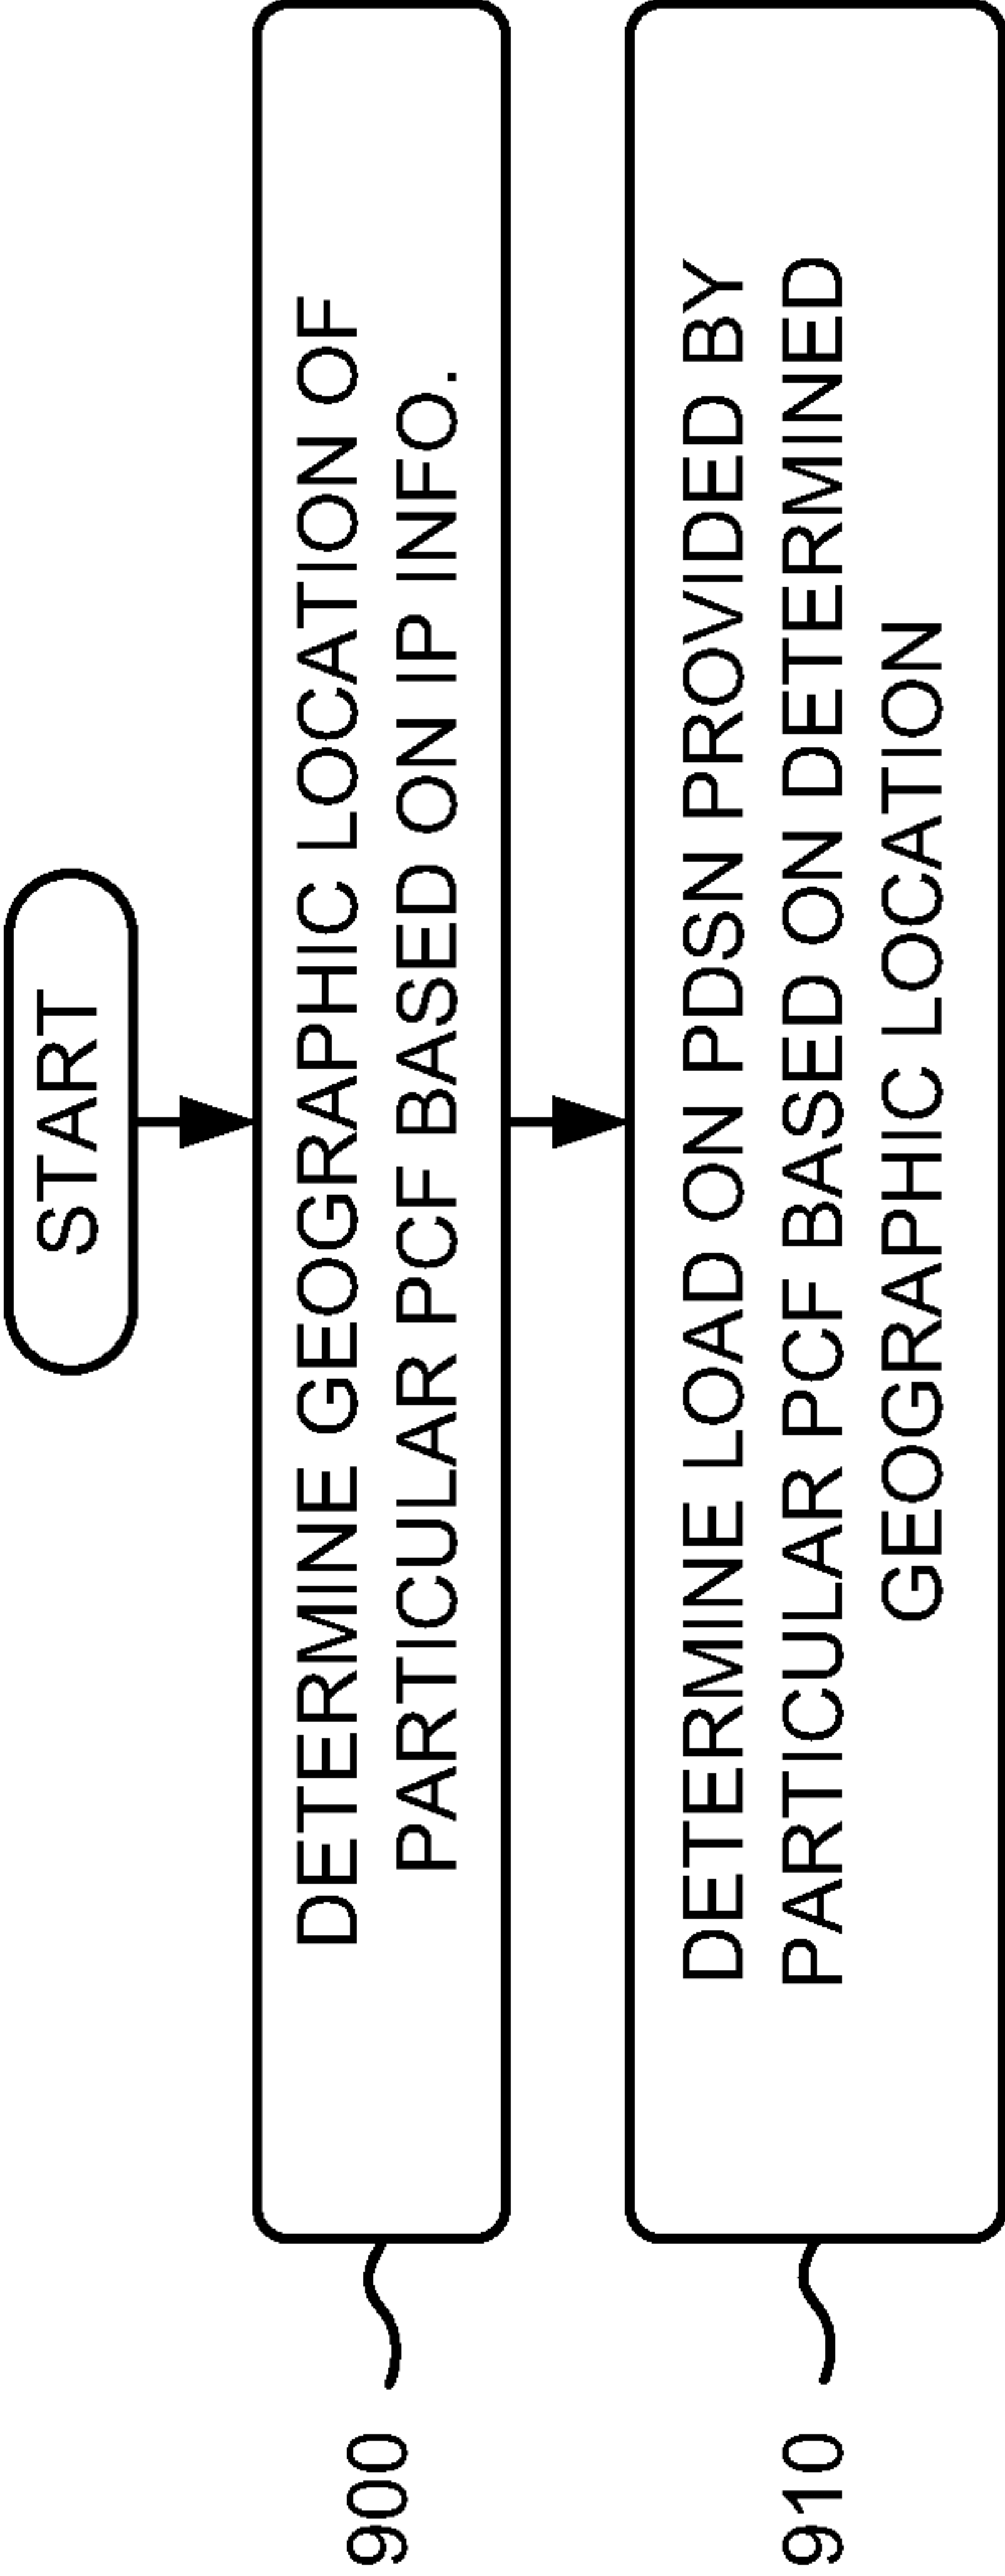 START
DETERMINE GEOGRAPHIC LOCATION OF
PARTICULAR PCF BASED ON IP INFO.
900
DETERMINE LOAD ON PDSN PROVIDED BY
PARTICULAR PCF BASED ON DETERMINED
GEOGRAPHIC LOCATION
910